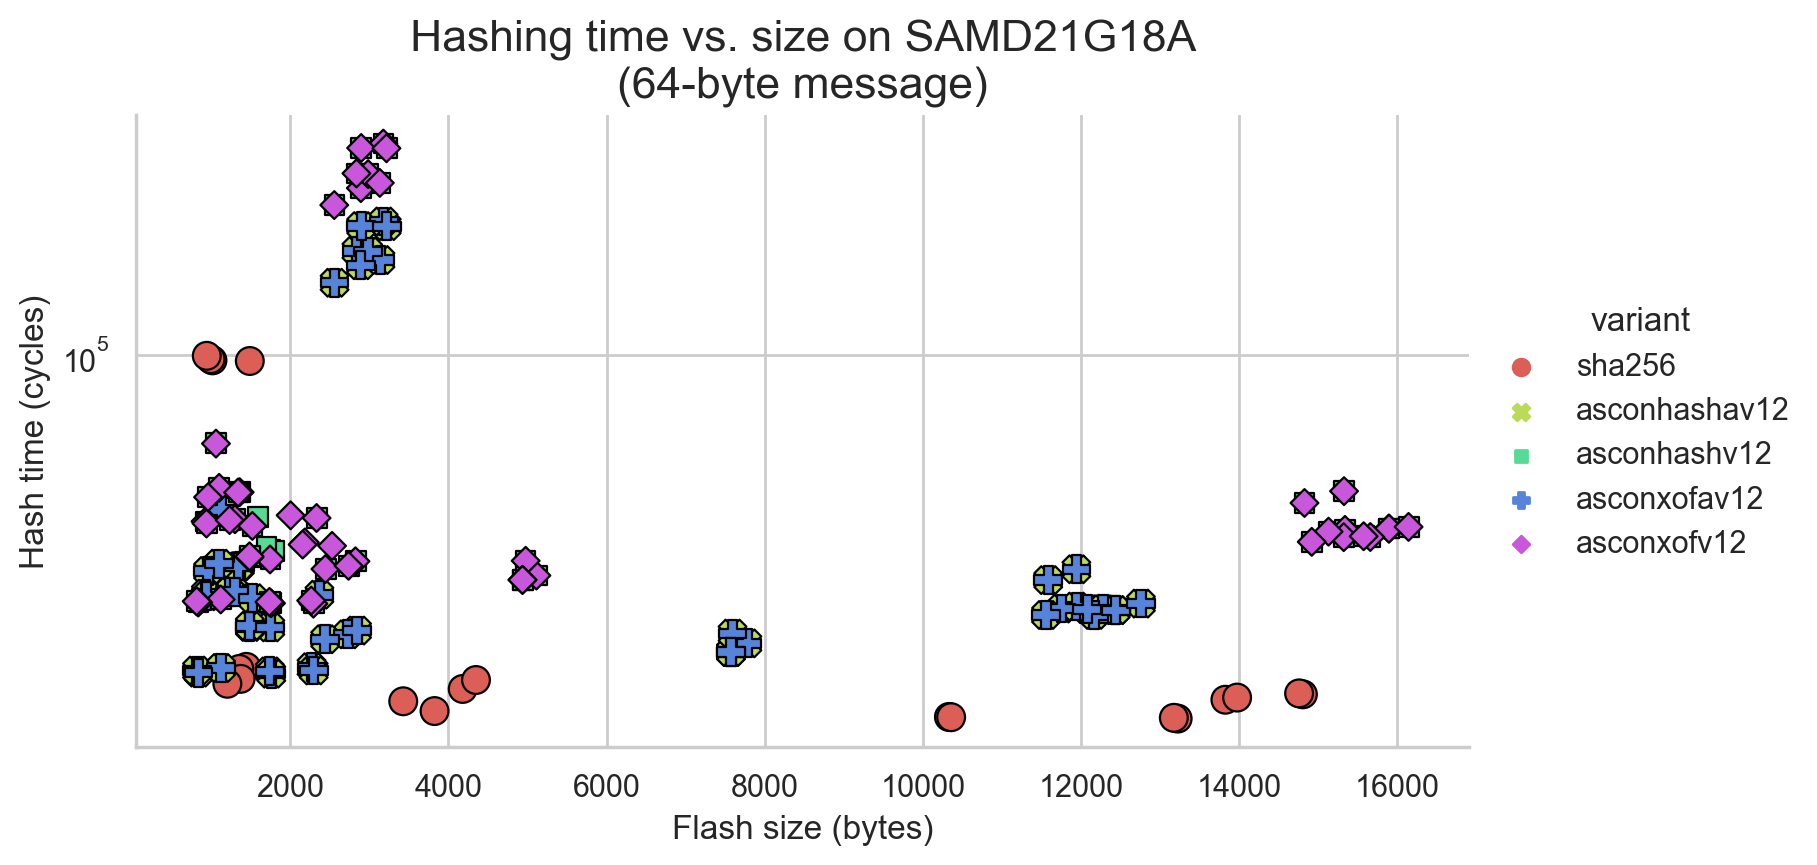 Hashing time vs. size on SAMD21G18A
(64-byte message)
Hash time (cycles)
10^5
variant
sha256
asconhashav12
asconhashv12
asconxofav12
asconxofv12
2000 4000 6000 8000 10000 12000 14000 16000
Flash size (bytes)